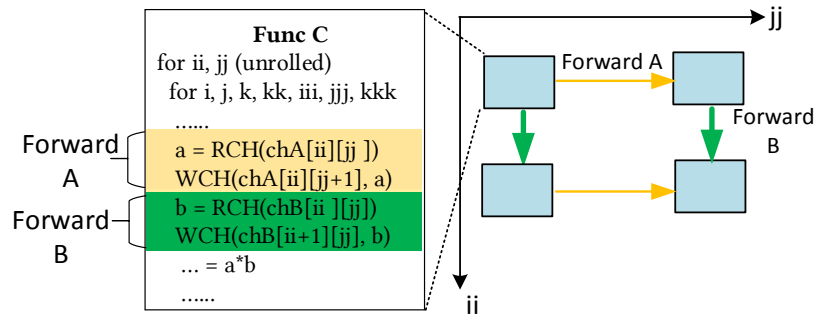 Func C
for ii, jj (unrolled)
for i, j, k, kk, iii, jjj, kkk
......
a = RCH(chA[ii][jj ])
WCH(chA[ii][jj+1], a)
b = RCH(chB[ii ][jj])
WCH(chB[ii+1][jj], b)
... = a*b
......
Forward
A
Forward
B
jj
Forward A
Forward
B
ii